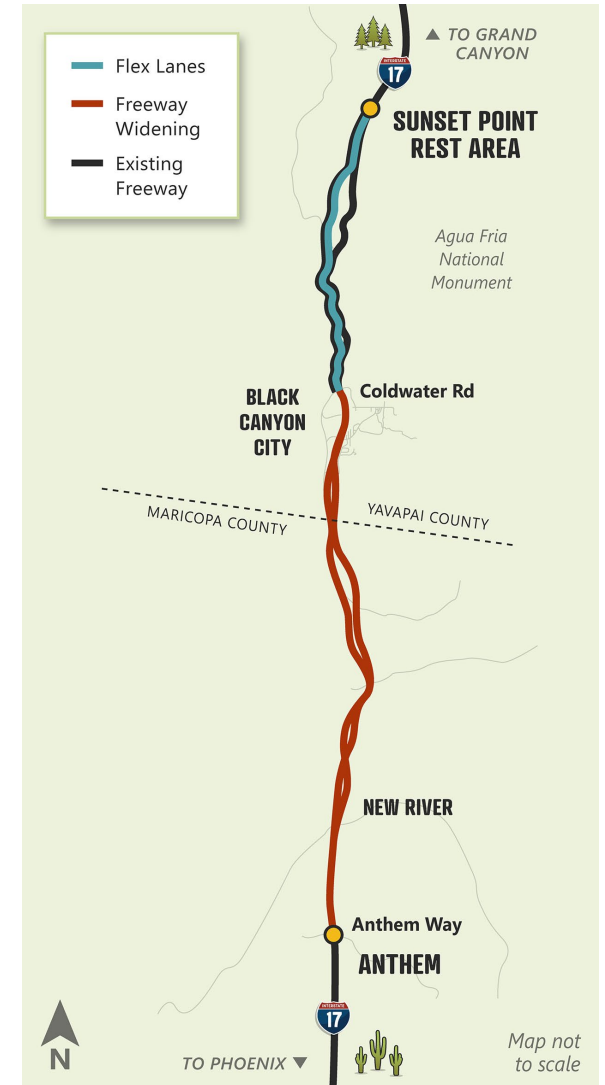 Flex Lanes
Freeway
Widening
Existing
Freeway
▲ TO GRAND
CANYON
INTERSTATE
17
SUNSET POINT
REST AREA
Agua Fria
National
Monument
Coldwater Rd
BLACK
CANYON
CITY
MARICOPA COUNTY
YAVAPAI COUNTY
NEW RIVER
Anthem Way
ANTHEM
INTERSTATE
17
N
TO PHOENIX ▼
Map not
to scale